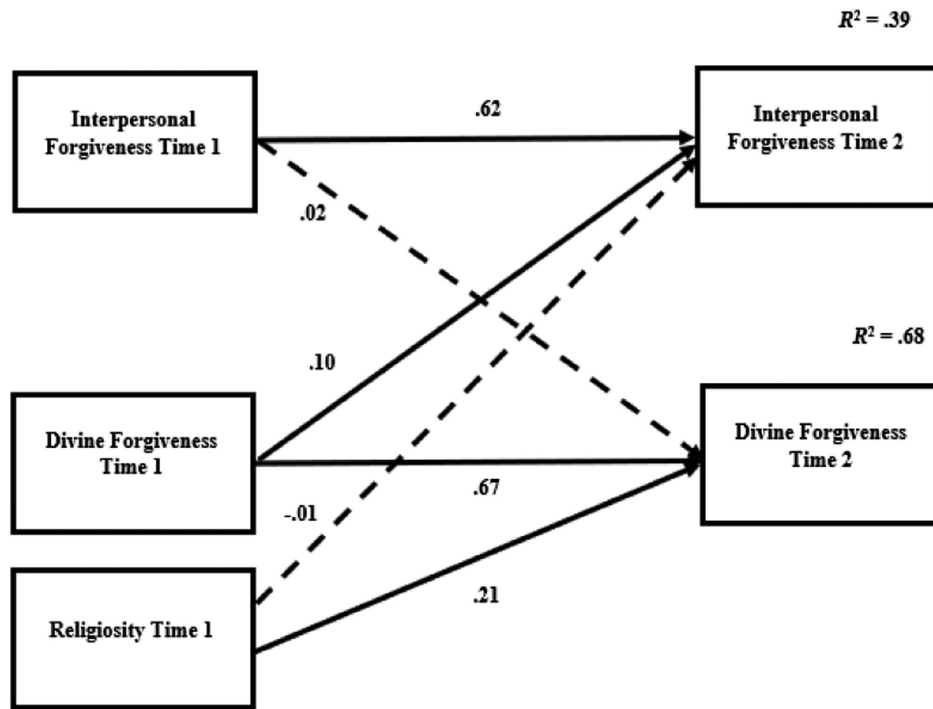 R² = .39
Interpersonal
Forgiveness Time 1
.62
Interpersonal
Forgiveness Time 2
.02
R² = .68
.10
Divine Forgiveness
Time 1
Divine Forgiveness
Time 2
.67
-.01
.21
Religiosity Time 1